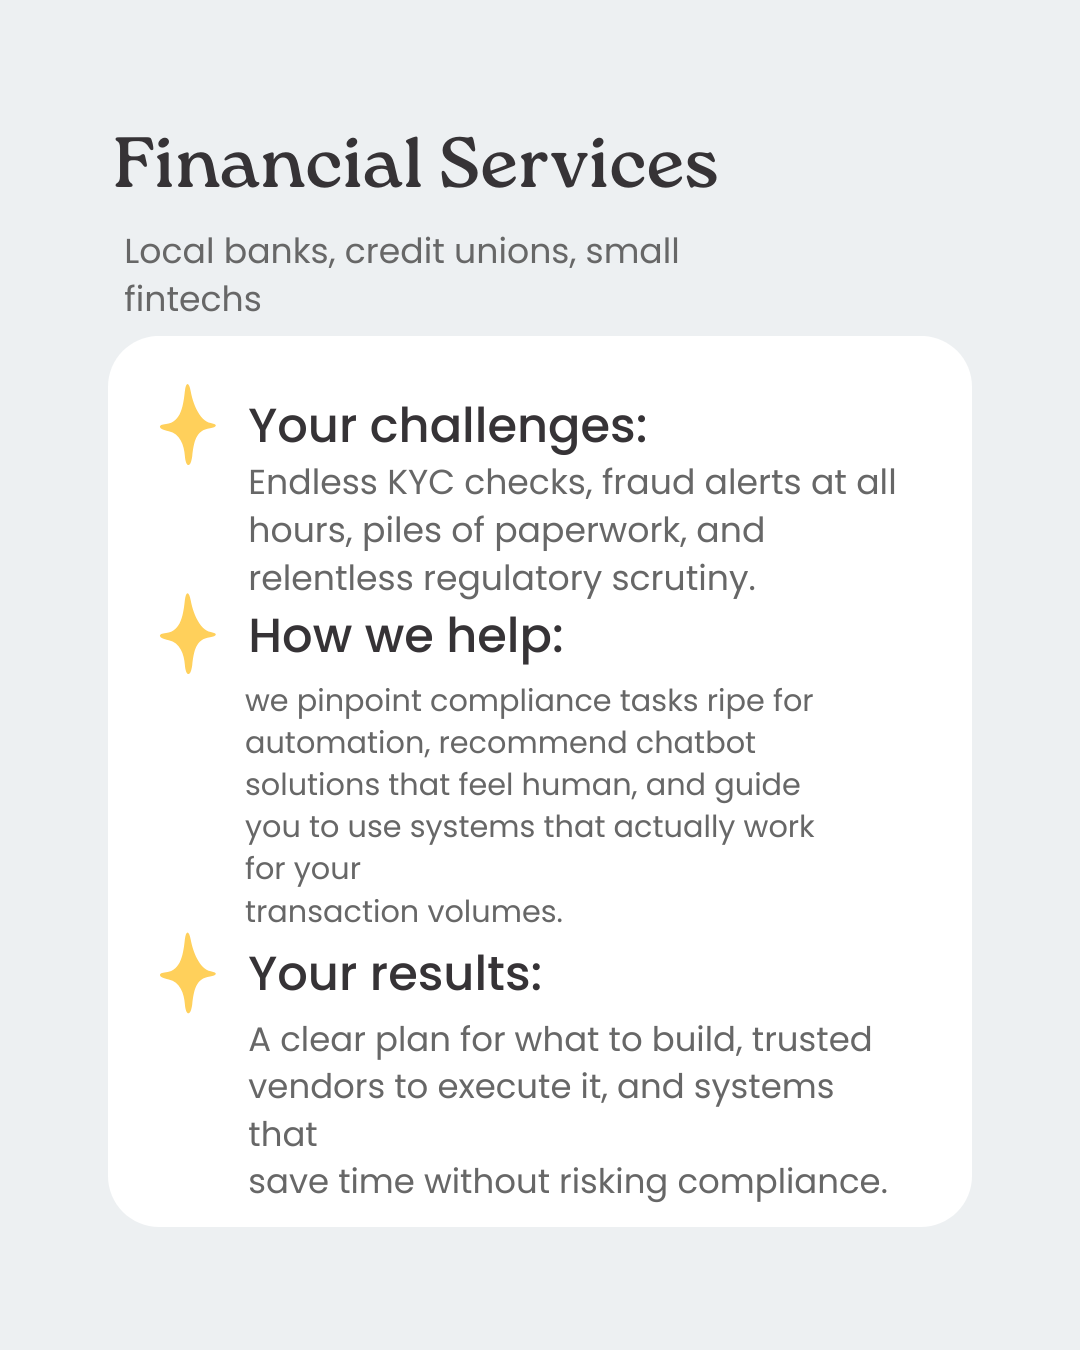 Financial Services
Local banks, credit unions, small
fintechs
Your challenges:
Endless KYC checks, fraud alerts at all
hours, piles of paperwork, and
relentless regulatory scrutiny.
How we help:
we pinpoint compliance tasks ripe for
automation, recommend chatbot
solutions that feel human, and guide
you to use systems that actually work
for your
transaction volumes.
Your results:
A clear plan for what to build, trusted
vendors to execute it, and systems
that
save time without risking compliance.